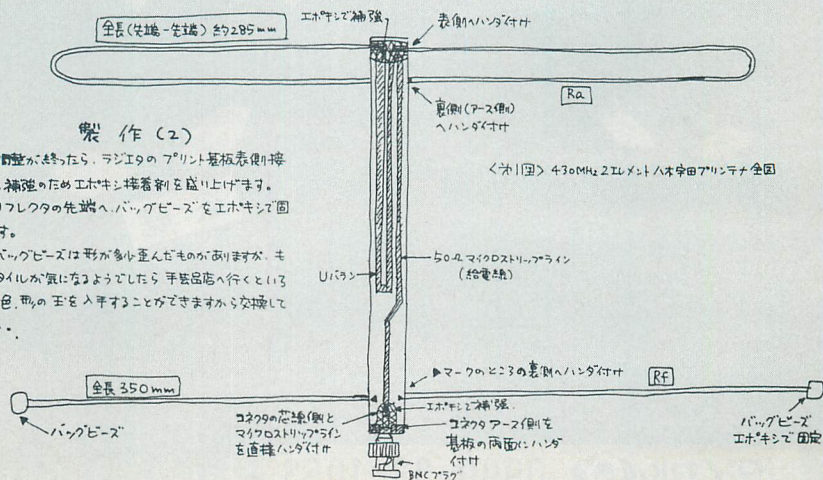 エポキシで補強
全長(先端-先端) 約285mm
表側へハンダ付け
Ra
裏側(アース側)
へハンダ付け
製作(2)
調整が終ったら、ラジエタのプリント基板表側接
補強のためエポキシ接着剤を盛り上げます。
リフレクタの先端へ、バッグビーズをエポキシで固
す。
バッグビーズは形が多少歪んだものがありますが、も
タイルが気になるようでしたら手芸品店へ行くといろ
色、形の玉を入手することができますから交換して
<第1図> 430MHz 2エレメント八木宇田プリンテナ全図
Uバラン
50Ωマイクロストリップライン
(給電線)
全長350mm
▶マークのところの裏側へハンダ付け
Rf
バッグビーズ
コネクタの芯線側と
マイクロストリップライン
を直接ハンダ付け
エポキシで補強.
コネクタアース側を
基板の両面にハンダ
付け
BNCプラグ
バッグビーズ
エポキシで固定